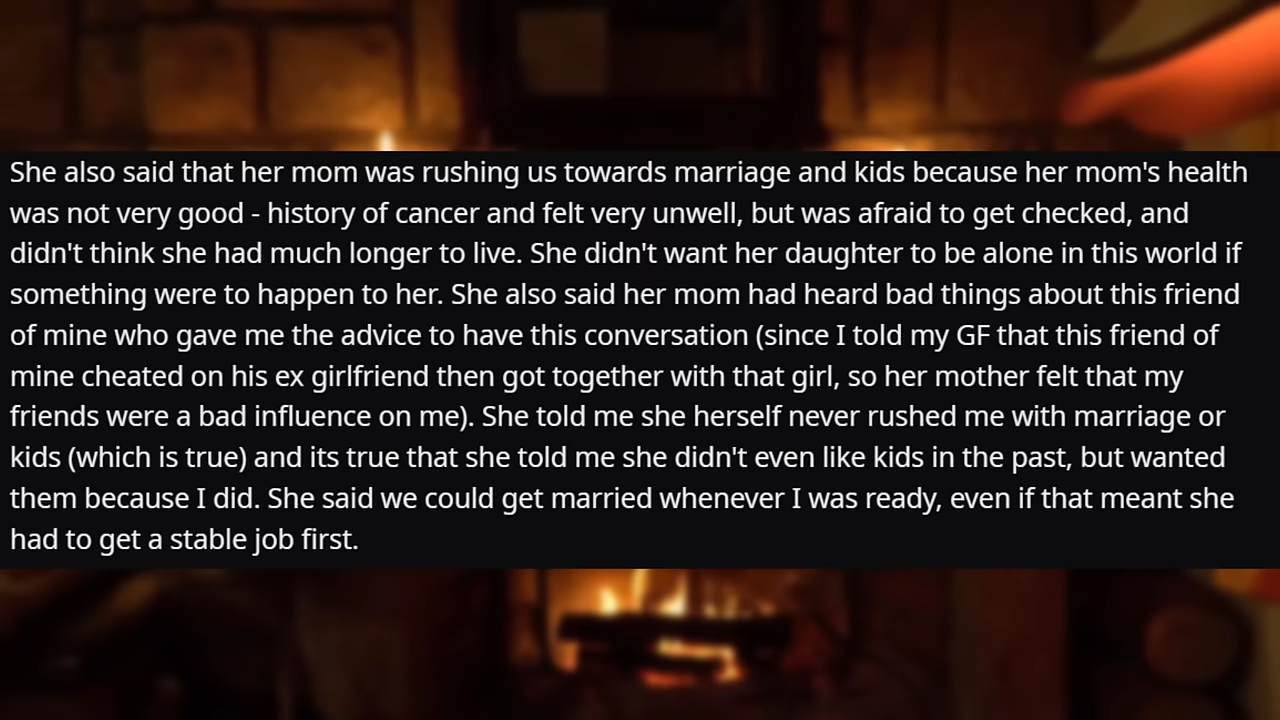 She also said that her mom was rushing us towards marriage and kids because her mom's health
was not very good - history of cancer and felt very unwell, but was afraid to get checked, and
didn't think she had much longer to live. She didn't want her daughter to be alone in this world if
something were to happen to her. She also said her mom had heard bad things about this friend
of mine who gave me the advice to have this conversation (since I told my GF that this friend of
mine cheated on his ex girlfriend then got together with that girl, so her mother felt that my
friends were a bad influence on me). She told me she herself never rushed me with marriage or
kids (which is true) and its true that she told me she didn't even like kids in the past, but wanted
them because I did. She said we could get married whenever I was ready, even if that meant she
had to get a stable job first.